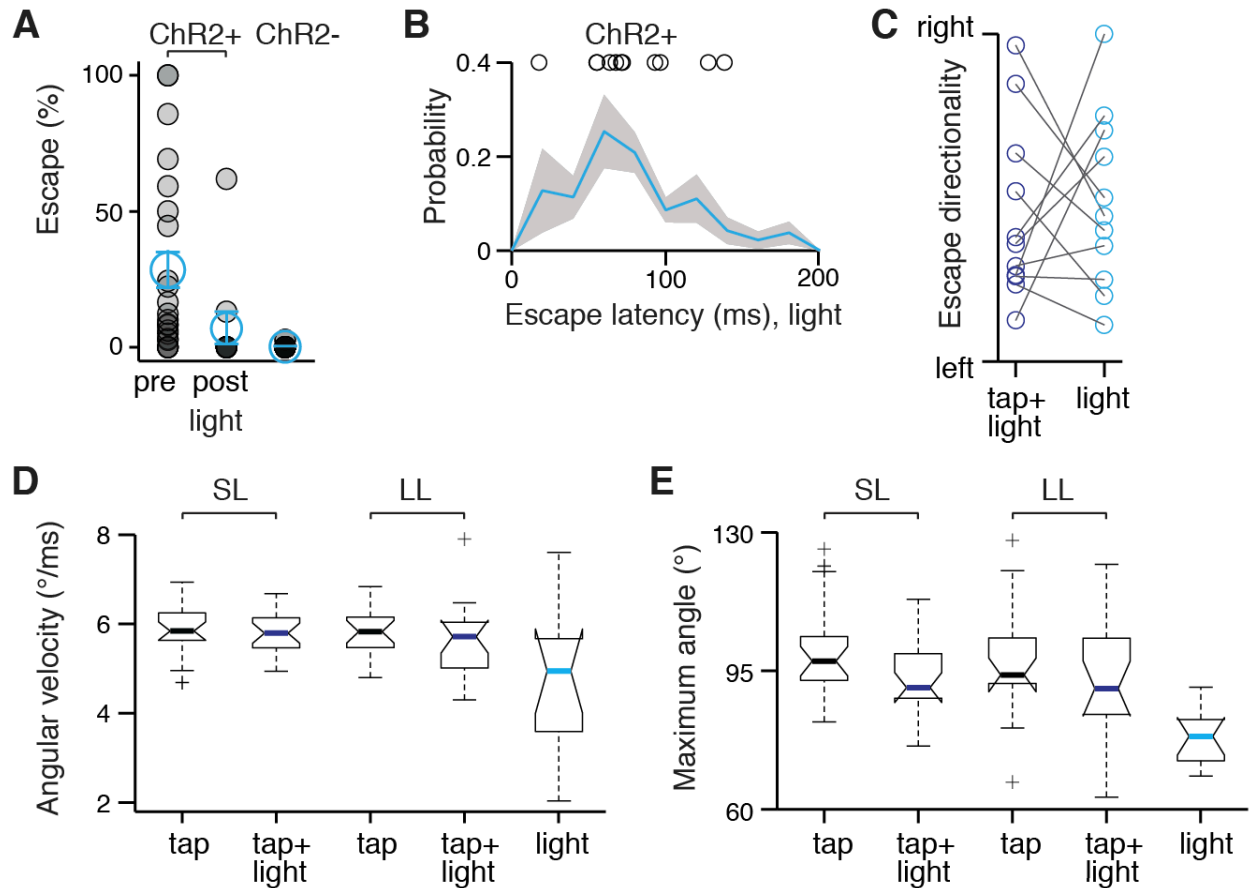 A
ChR2+ ChR2-
Escape (%)
100
50
0
pre post
light
B
ChR2+
Probability
0.4
0.2
0
0 100 200
Escape latency (ms), light
C
right
Escape directionality
left
tap+
light
light
D
SL LL
Angular velocity (°/ms)
8
6
4
2
tap tap+ tap tap+ light
light light
E
SL LL
Maximum angle (°)
130
95
60
tap tap+ tap tap+ light
light light